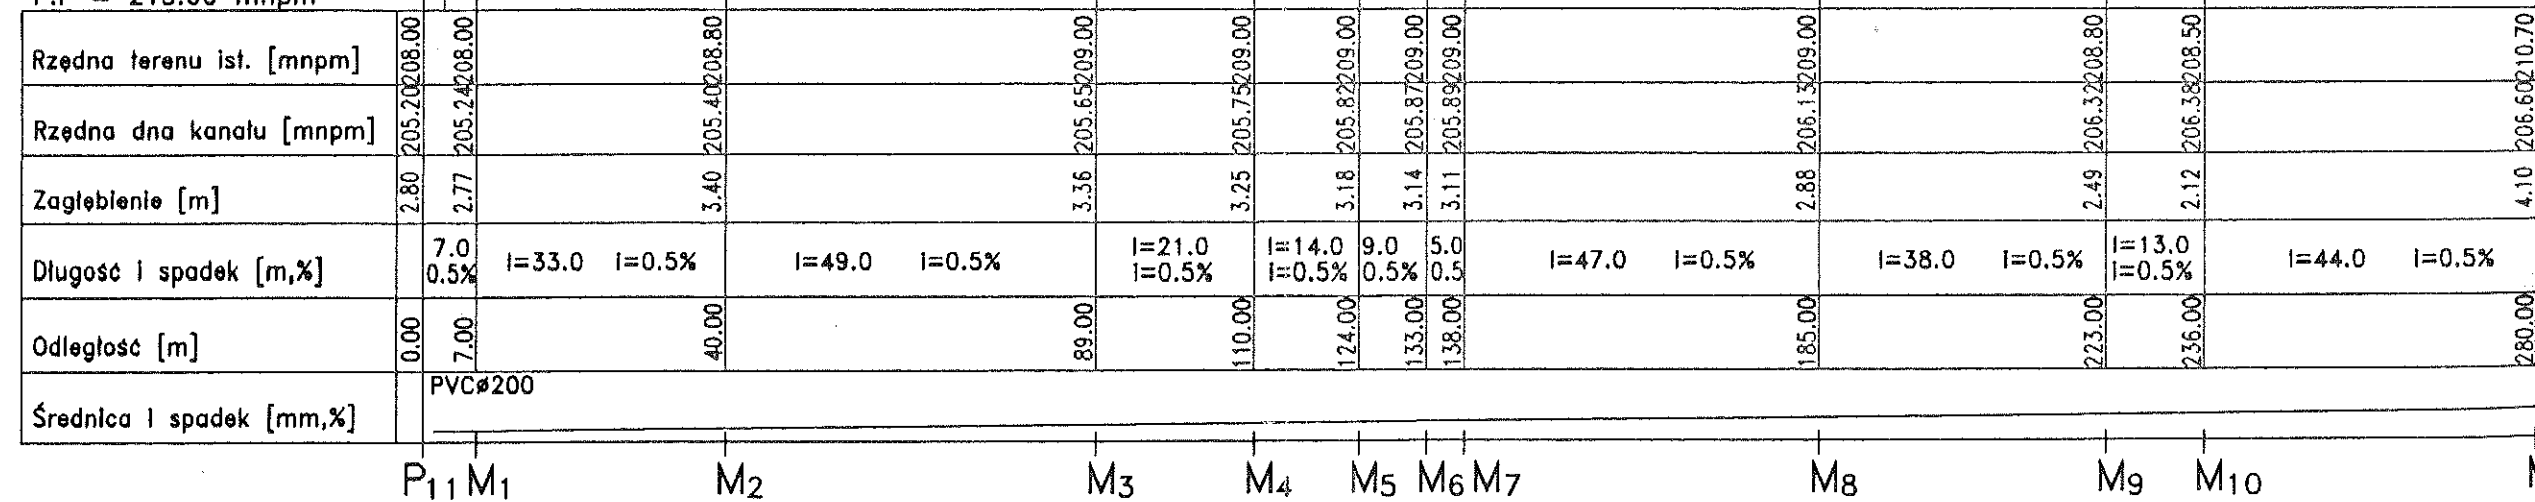 Rzędna terenu ist. [mnpm] 208.00 208.00 208.80 209.00 209.00 209.00 209.00 209.00 209.00 208.80 208.50 210.70
Rzędna dna kanału [mnpm] 205.20 205.24 205.40 205.65 205.75 205.82 205.87 205.89 206.13 206.32 206.38 206.60
Zagłębienie [m] 2.80 2.77 3.40 3.36 3.25 3.18 3.14 3.11 2.88 2.49 2.12 4.10
Długość i spadek [m,%] 7.0 0.5% l=33.0 i=0.5% l=49.0 i=0.5% l=21.0 i=0.5% l=14.0 i=0.5% 9.0 0.5% 5.0 0.5 l=47.0 i=0.5% l=38.0 i=0.5% l=13.0 i=0.5% l=44.0 i=0.5%
Odległość [m] 0.00 7.00 40.00 89.00 110.00 124.00 133.00 138.00 185.00 223.00 236.00 280.00
PVCø200
Średnica i spadek [mm,%]
P11 M1 M2 M3 M4 M5 M6 M7 M8 M9 M10